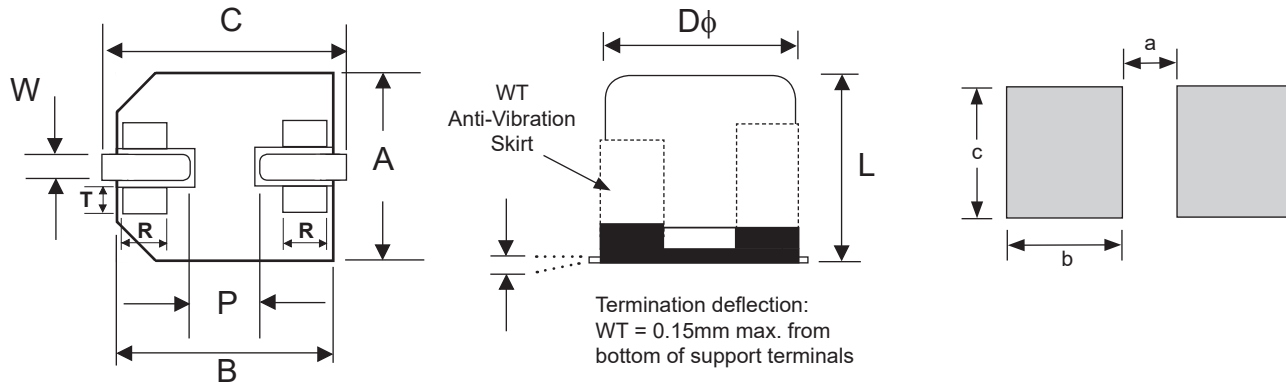 C
W
A
T
R
R
P
B
Dϕ
WT
Anti-Vibration
Skirt
L
Termination deflection:
WT = 0.15mm max. from
bottom of support terminals
a
c
b